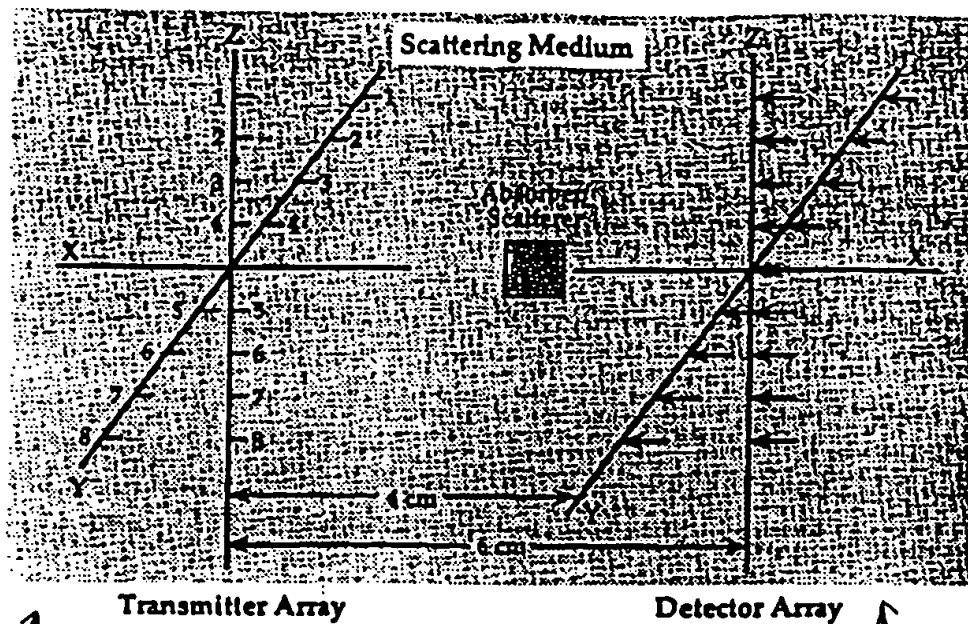 Z
Scattering Medium
Z
1
1
2
2
3
3
4
4
Absorber/
Scatterer
X
X
5
5
6
6
7
7
8
8
Y
Y
4 cm
6 cm
Transmitter Array
Detector Array